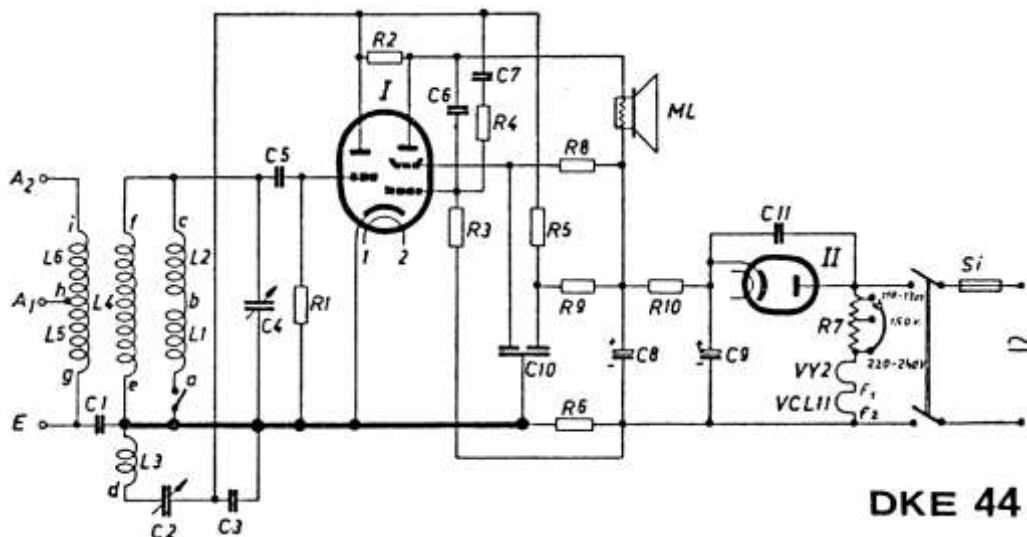 R2
I
C7
C6
R4
ML
C5
R8
A2
i
f
c
L6
L2
R3
R5
C11
II
Si
h
A1
L4
b
C4
R1
R9
R10
R7
150V.
L5
L1
g
e
a
1
2
C10
C8
C9
220-240V
VY2
F1
VCL11
F2
E
C1
R6
L3
d
C2
C3
DKE 44